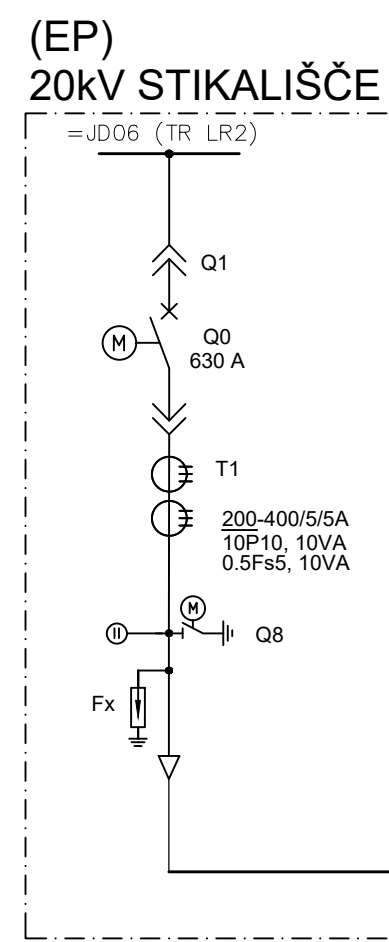 (EP)
20kV STIKALIŠČE
=JD06 (TR LR2)
Q1
M
Q0
630 A
T1
200-400/5/5A
10P10, 10VA
0.5Fs5, 10VA
M
Q8
Fx